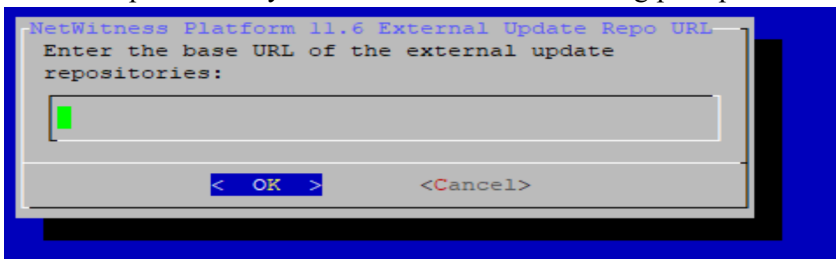 NetWitness Platform 11.6 External Update Repo URL
Enter the base URL of the external update
repositories:
< OK > <Cancel>